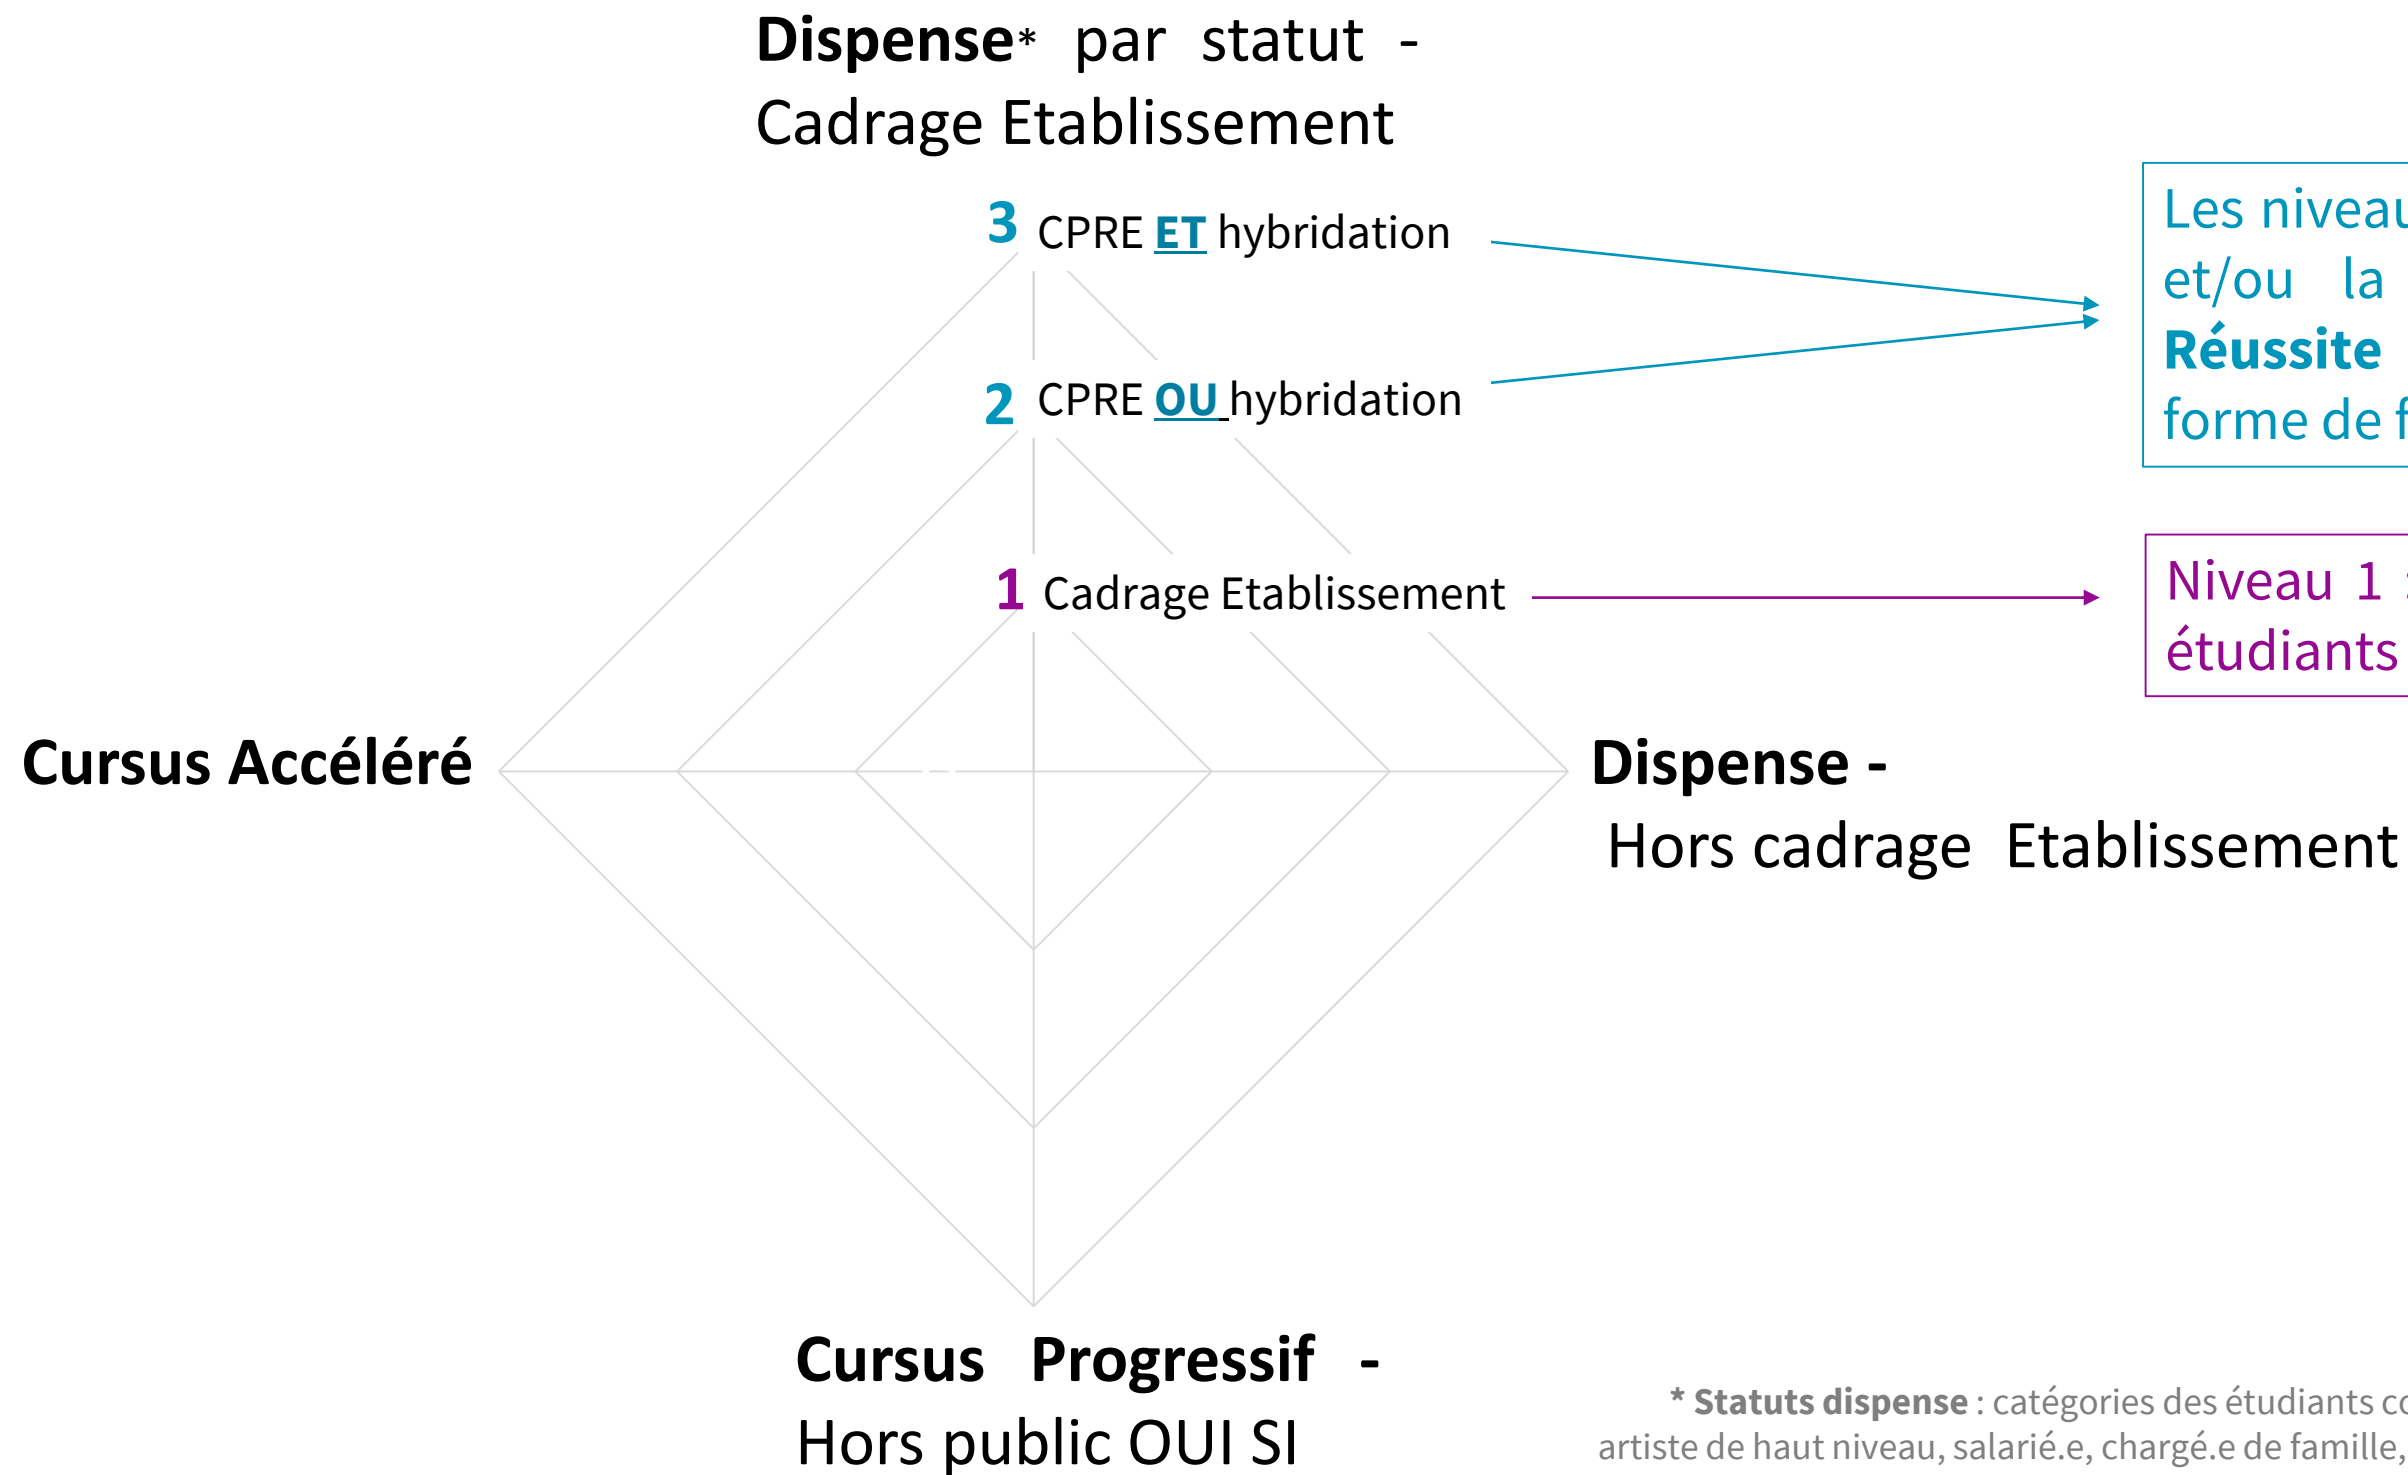 Dispense* par statut -
Cadrage Etablissement
3 CPRE ET hybridation
2 CPRE OU hybridation
1 Cadrage Etablissement
et/ou la
Réussite
forme de
Niveau 1
étudiants
Les
Cursus Accéléré
Dispense -
Hors cadrage Etablissement
Cursus Progressif -
Hors public OUI SI
* Statuts dispense : catégories des étudiants
artiste de haut niveau, salarié.e, chargé.e de famille,